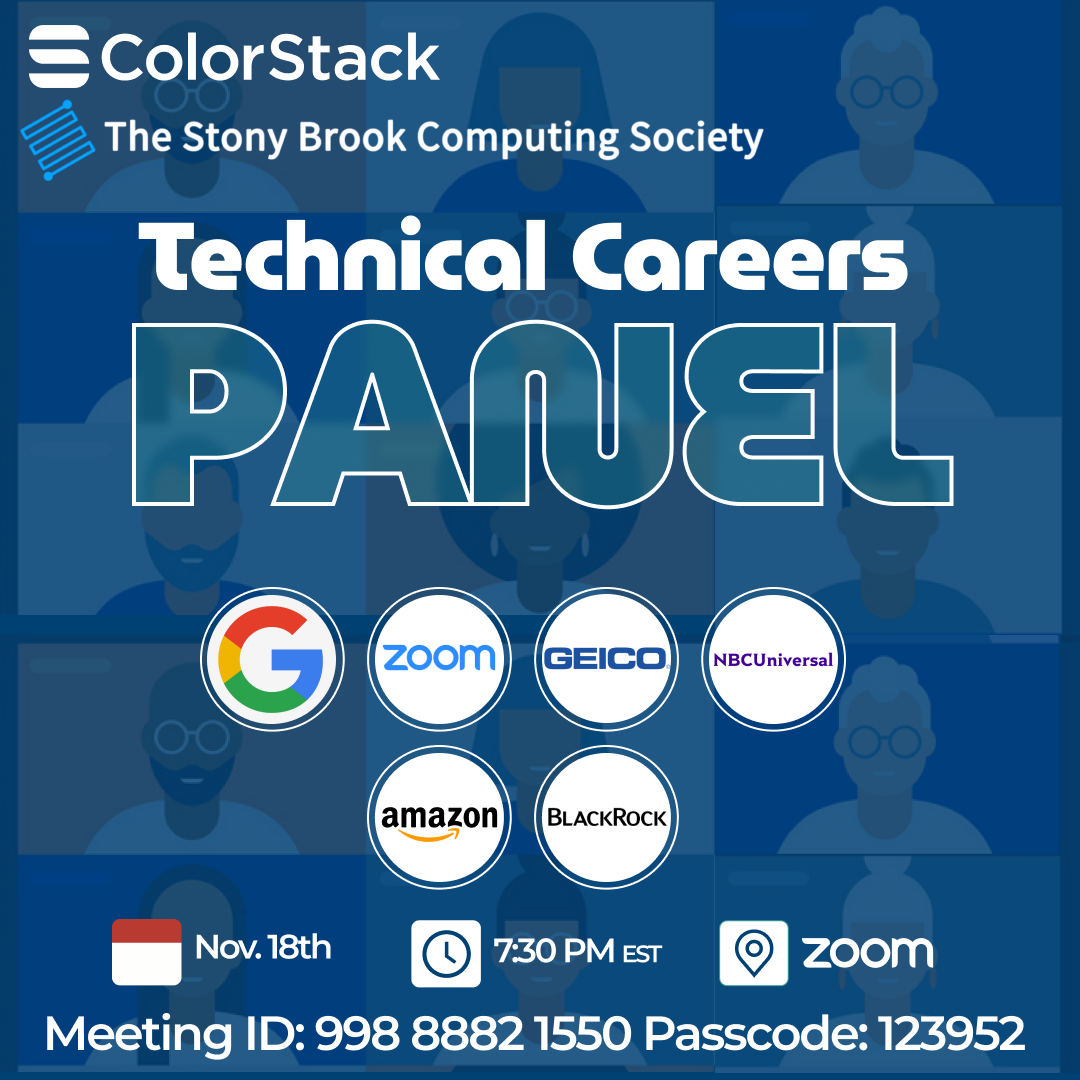 ColorStack
The Stony Brook Computing Society
Technical Careers
PANEL
G zoom GEICO NBCUniversal
amazon BLACKROCK
Nov. 18th 7:30 PM EST zoom
Meeting ID: 998 8882 1550 Passcode: 123952